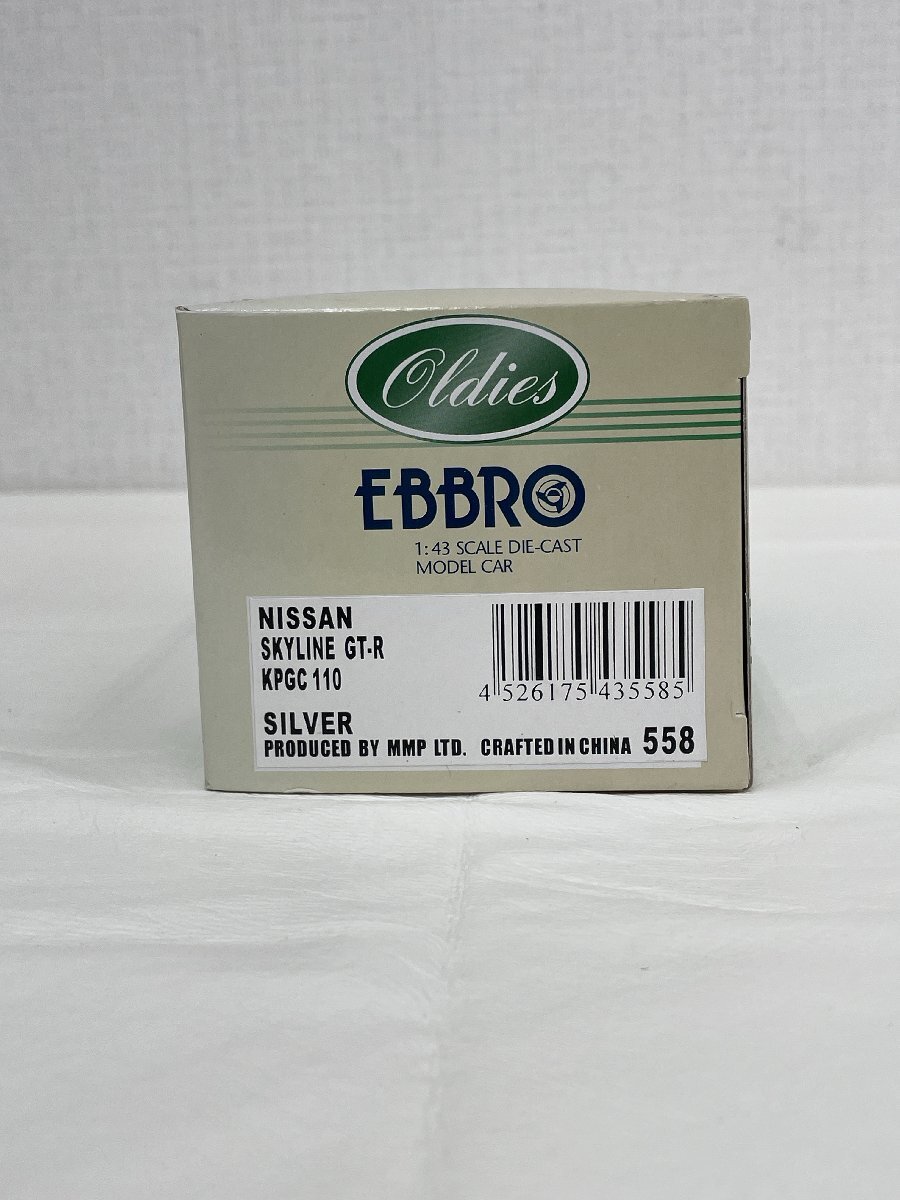 Oldies
EBBRO
1:43 SCALE DIE-CAST
MODEL CAR
NISSAN
SKYLINE GT-R
KPGC 110
4 526175 435585
SILVER
PRODUCED BY MMP LTD. CRAFTED IN CHINA 558